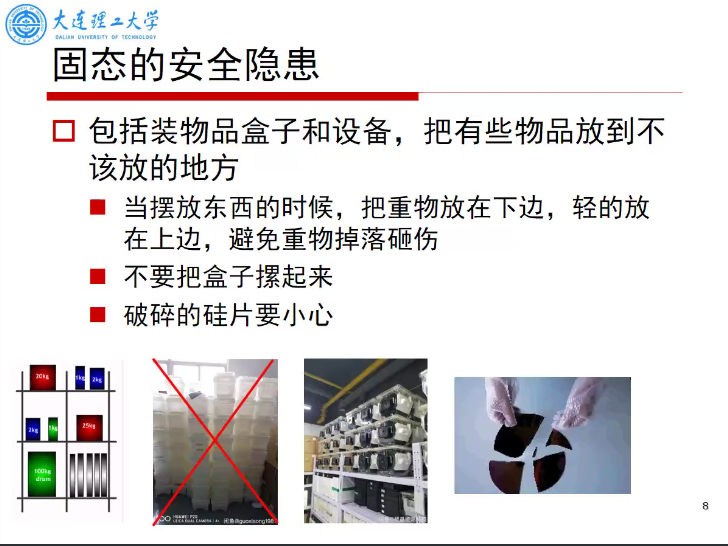 大连理工大学
DALIAN UNIVERSITY OF TECHNOLOGY
固态的安全隐患
包括装物品盒子和设备，把有些物品放到不
该放的地方
当摆放东西的时候，把重物放在下边，轻的放
在上边，避免重物掉落砸伤
不要把盒子摞起来
破碎的硅片要小心
20kg
1kg
2kg
2kg
1kg
25kg
100kg
drum
HUAWEI P20
LEICA DUAL CAMERA | AI
8